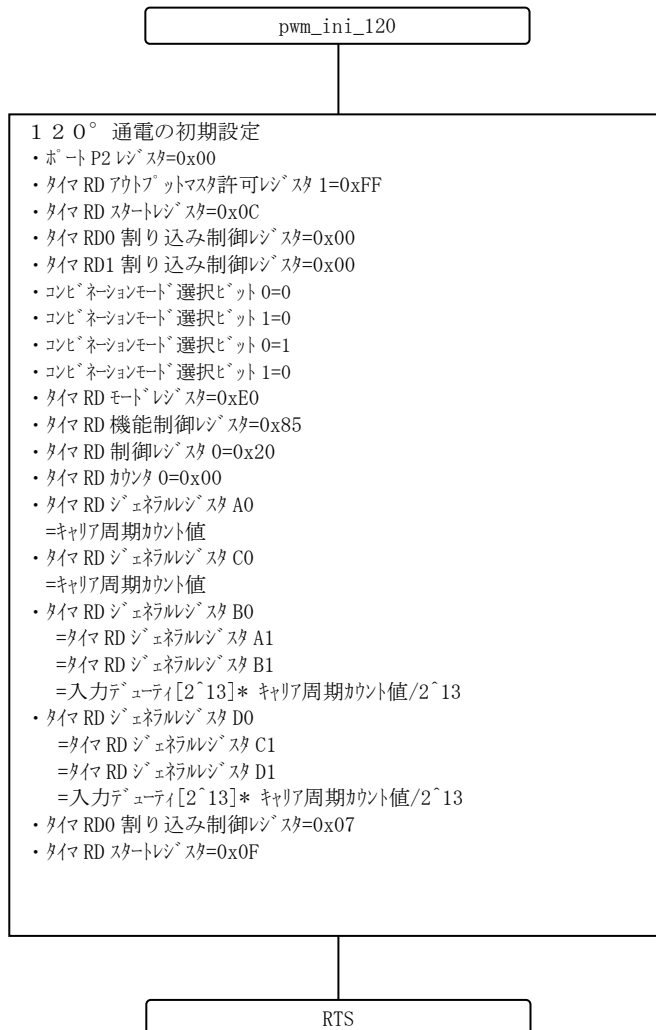 pwm_ini_120
１２０°通電の初期設定
・ﾎﾟｰﾄ P2 ﾚｼﾞｽﾀ=0x00
・ﾀｲﾏ RD ｱｳﾄﾌﾟｯﾄﾏｽﾀ許可ﾚｼﾞｽﾀ 1=0xFF
・ﾀｲﾏ RD ｽﾀｰﾄﾚｼﾞｽﾀ=0x0C
・ﾀｲﾏ RD0 割り込み制御ﾚｼﾞｽﾀ=0x00
・ﾀｲﾏ RD1 割り込み制御ﾚｼﾞｽﾀ=0x00
・ｺﾝﾋﾞﾈｰｼｮﾝﾓｰﾄﾞ選択ﾋﾞｯﾄ 0=0
・ｺﾝﾋﾞﾈｰｼｮﾝﾓｰﾄﾞ選択ﾋﾞｯﾄ 1=0
・ｺﾝﾋﾞﾈｰｼｮﾝﾓｰﾄﾞ選択ﾋﾞｯﾄ 0=1
・ｺﾝﾋﾞﾈｰｼｮﾝﾓｰﾄﾞ選択ﾋﾞｯﾄ 1=0
・ﾀｲﾏ RD ﾓｰﾄﾞﾚｼﾞｽﾀ=0xE0
・ﾀｲﾏ RD 機能制御ﾚｼﾞｽﾀ=0x85
・ﾀｲﾏ RD 制御ﾚｼﾞｽﾀ 0=0x20
・ﾀｲﾏ RD ｶｳﾝﾀ 0=0x00
・ﾀｲﾏ RD ｼﾞｪﾈﾗﾙﾚｼﾞｽﾀ A0
=ｷｬﾘｱ周期ｶｳﾝﾄ値
・ﾀｲﾏ RD ｼﾞｪﾈﾗﾙﾚｼﾞｽﾀ C0
=ｷｬﾘｱ周期ｶｳﾝﾄ値
・ﾀｲﾏ RD ｼﾞｪﾈﾗﾙﾚｼﾞｽﾀ B0
=ﾀｲﾏ RD ｼﾞｪﾈﾗﾙﾚｼﾞｽﾀ A1
=ﾀｲﾏ RD ｼﾞｪﾈﾗﾙﾚｼﾞｽﾀ B1
=入力ﾃﾞｭｰﾃｨ[2^13]* ｷｬﾘｱ周期ｶｳﾝﾄ値/2^13
・ﾀｲﾏ RD ｼﾞｪﾈﾗﾙﾚｼﾞｽﾀ D0
=ﾀｲﾏ RD ｼﾞｪﾈﾗﾙﾚｼﾞｽﾀ C1
=ﾀｲﾏ RD ｼﾞｪﾈﾗﾙﾚｼﾞｽﾀ D1
=入力ﾃﾞｭｰﾃｨ[2^13]* ｷｬﾘｱ周期ｶｳﾝﾄ値/2^13
・ﾀｲﾏ RD0 割り込み制御ﾚｼﾞｽﾀ=0x07
・ﾀｲﾏ RD ｽﾀｰﾄﾚｼﾞｽﾀ=0x0F
RTS